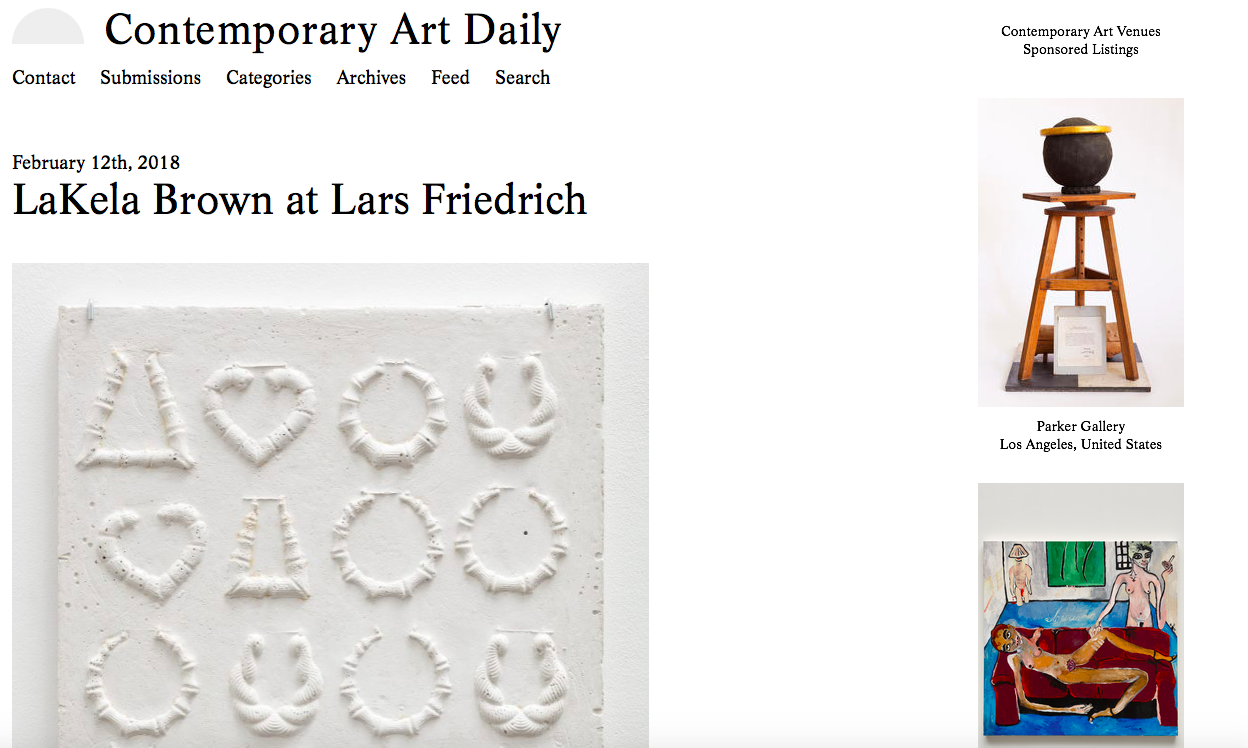 Contemporary Art Daily
Contact Submissions Categories Archives Feed Search
February 12th, 2018
LaKela Brown at Lars Friedrich
Contemporary Art Venues
Sponsored Listings
Parker Gallery
Los Angeles, United States